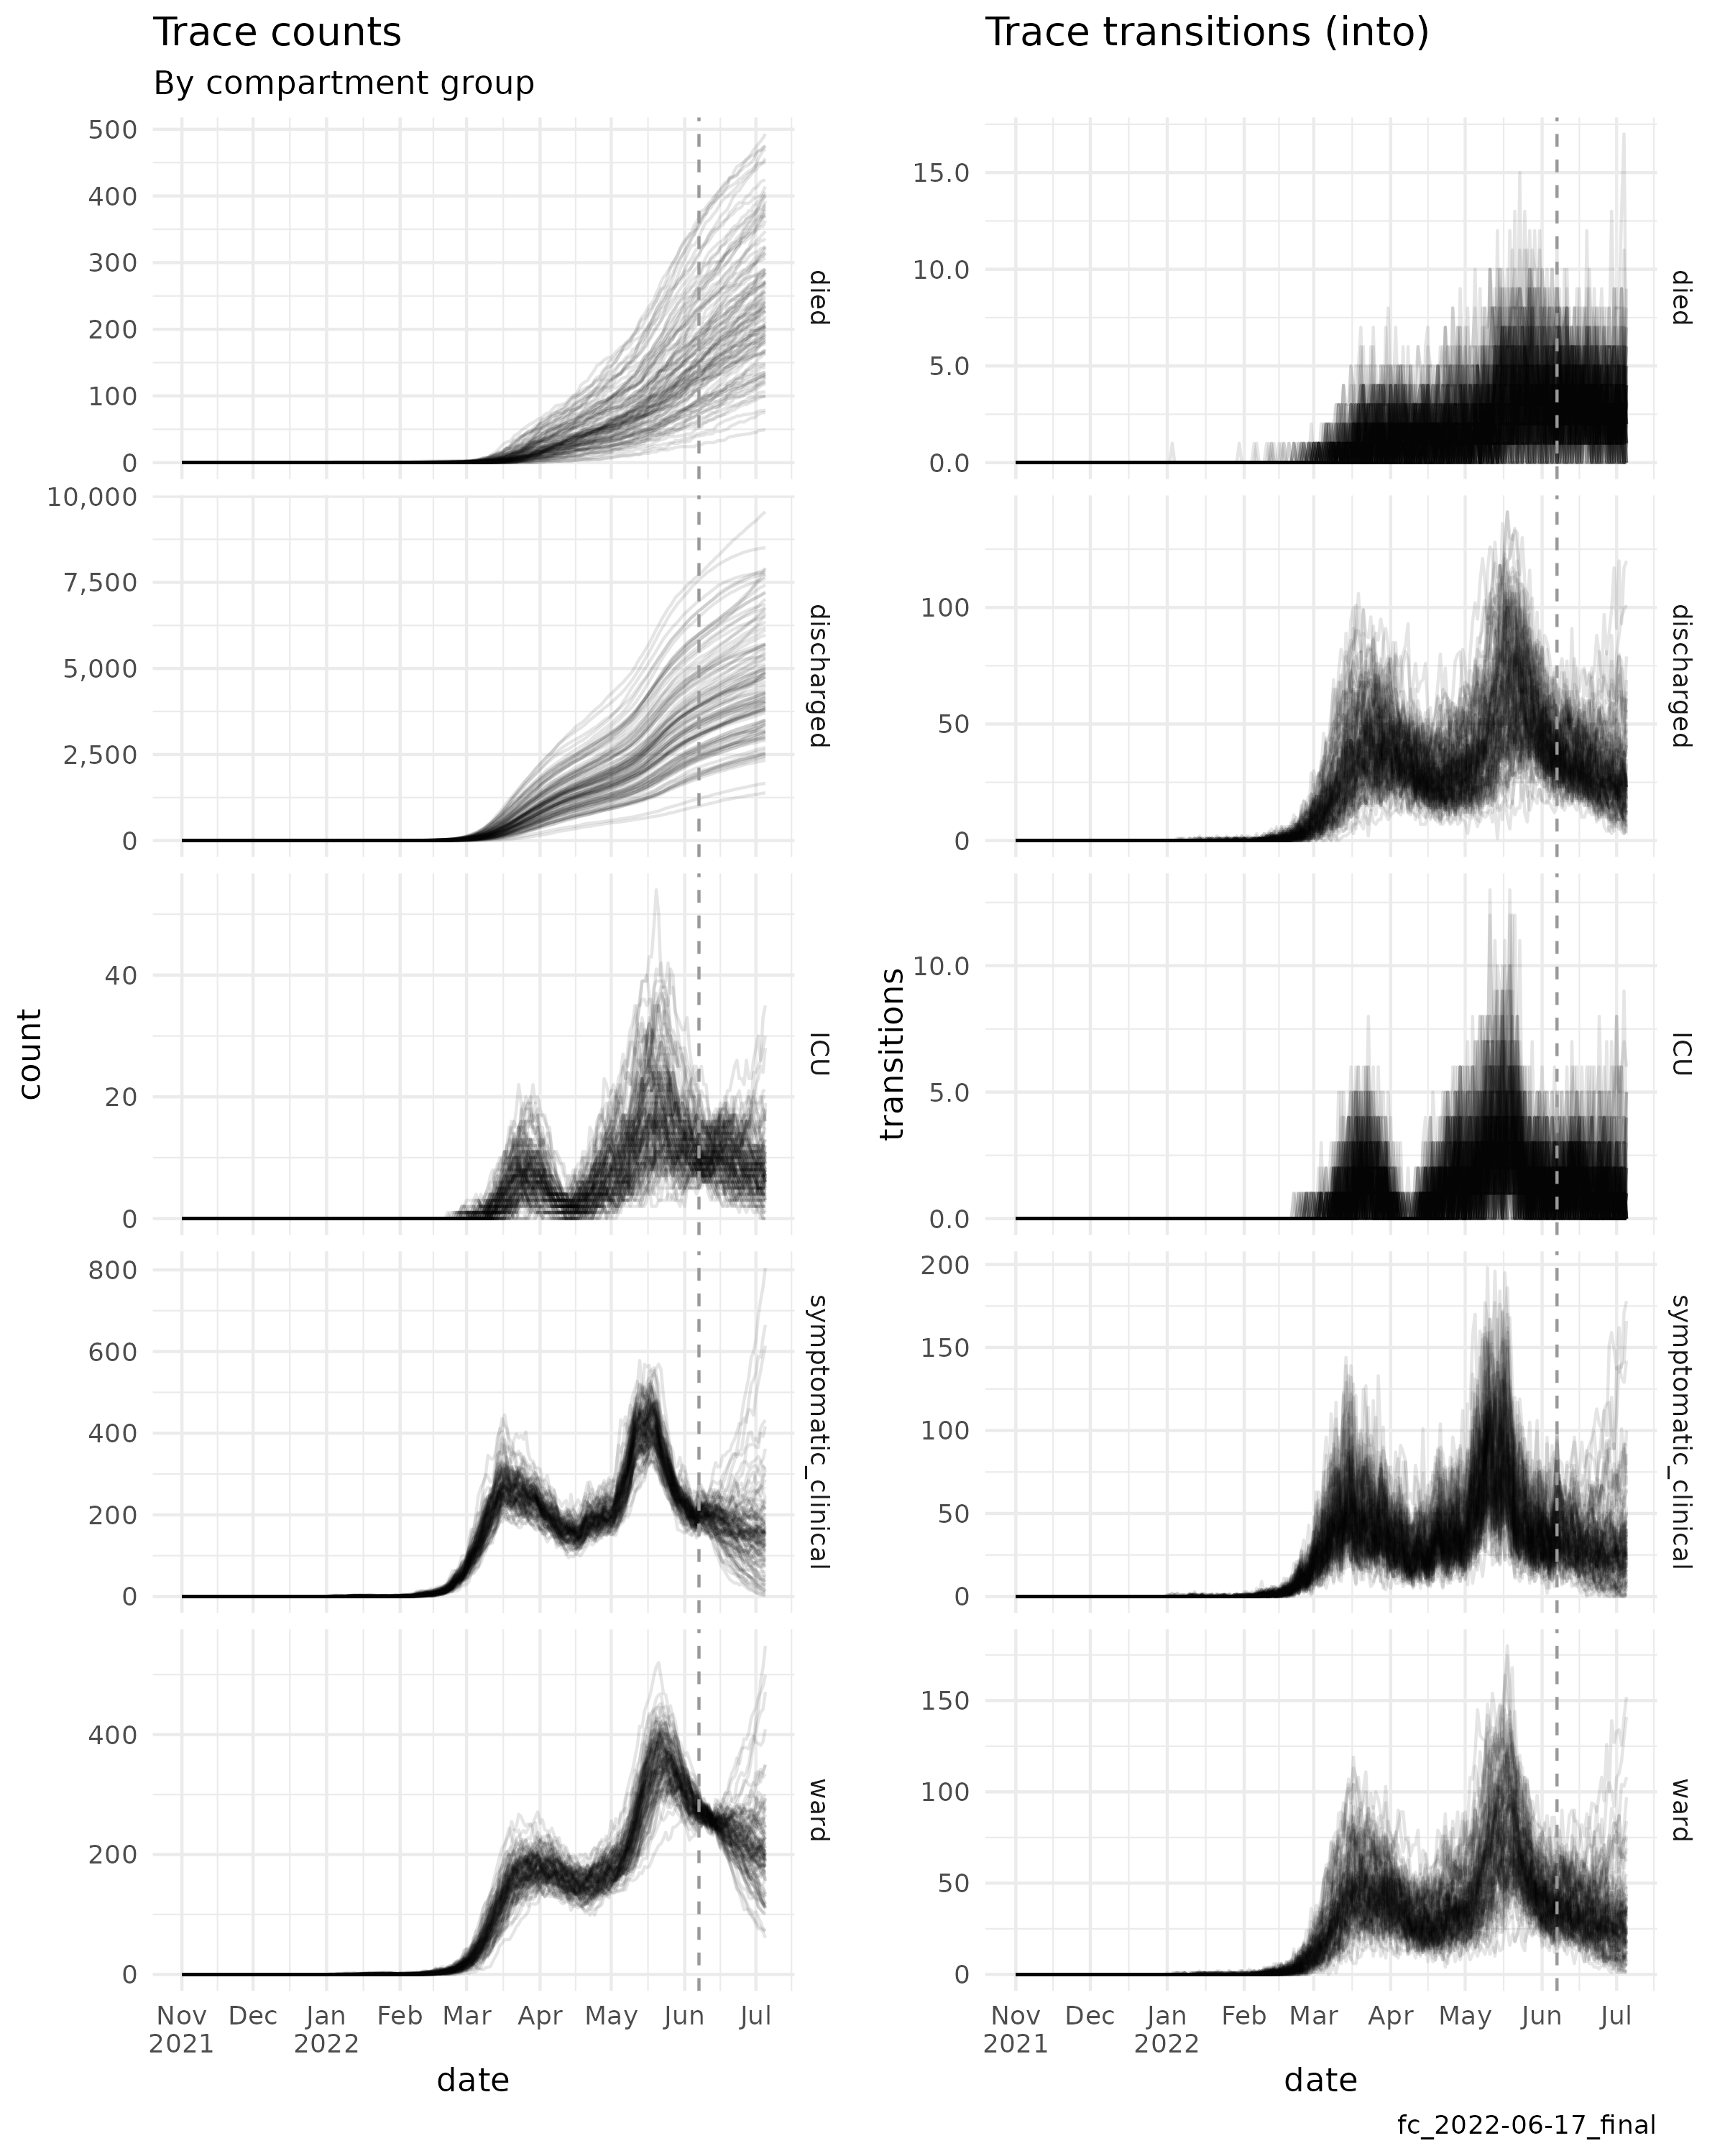 Trace counts
By compartment group
Trace transitions (into)
count
500
400
300
200
100
0
died
10,000
7,500
5,000
2,500
0
discharged
40
20
0
ICU
800
600
400
200
0
symptomatic_clinical
400
200
0
ward
Nov Dec Jan Feb Mar Apr May Jun Jul
2021 2022
date
transitions
15.0
10.0
5.0
0.0
died
100
50
0
discharged
10.0
5.0
0.0
ICU
200
150
100
50
0
symptomatic_clinical
150
100
50
0
ward
Nov Dec Jan Feb Mar Apr May Jun Jul
2021 2022
date
fc_2022-06-17_final